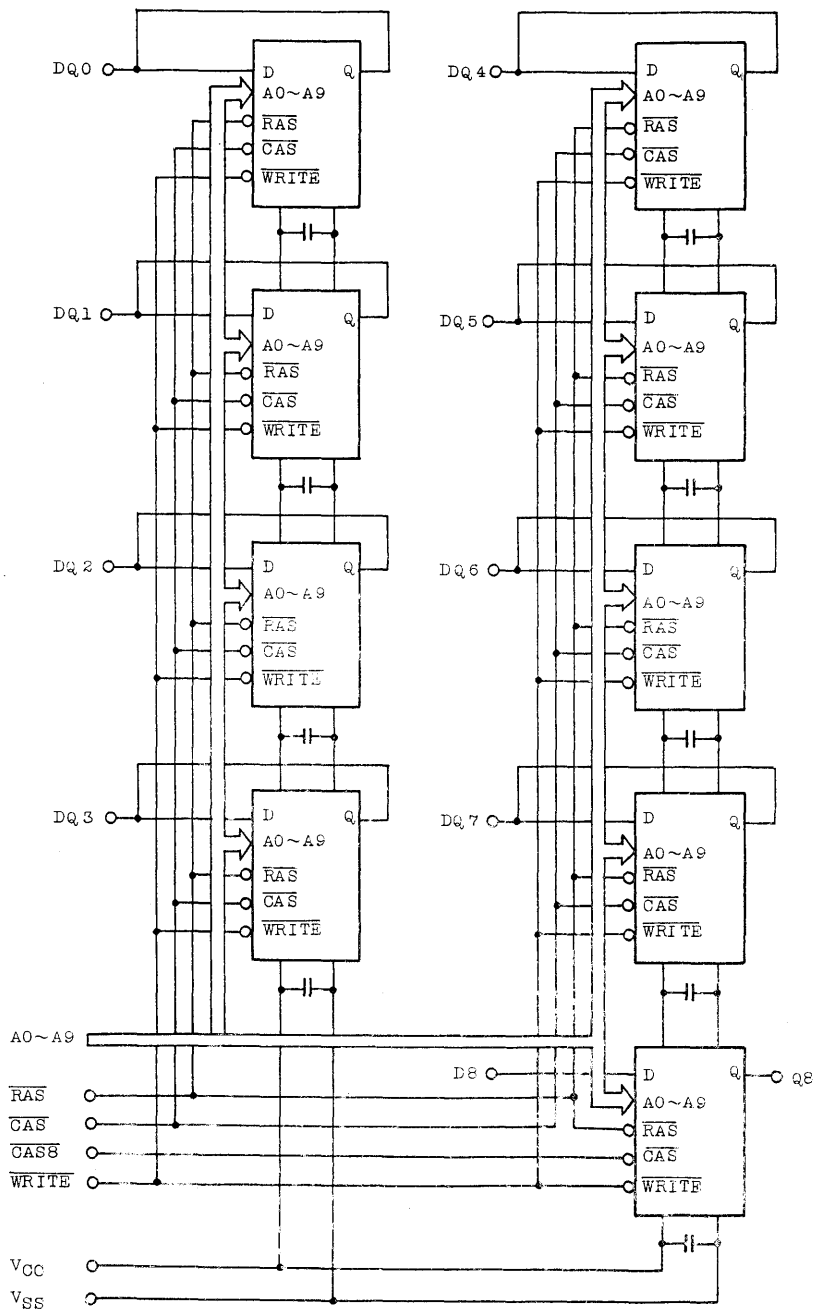 DQ0
D Q
A0~A9
RAS
CAS
WRITE
DQ1
D Q
A0~A9
RAS
CAS
WRITE
DQ2
D Q
A0~A9
RAS
CAS
WRITE
DQ3
D Q
A0~A9
RAS
CAS
WRITE
DQ4
D Q
A0~A9
RAS
CAS
WRITE
DQ5
D Q
A0~A9
RAS
CAS
WRITE
DQ6
D Q
A0~A9
RAS
CAS
WRITE
DQ7
D Q
A0~A9
RAS
CAS
WRITE
D8
D Q
Q8
A0~A9
RAS
CAS
WRITE
A0~A9
RAS
CAS
CAS8
WRITE
VCC
VSS